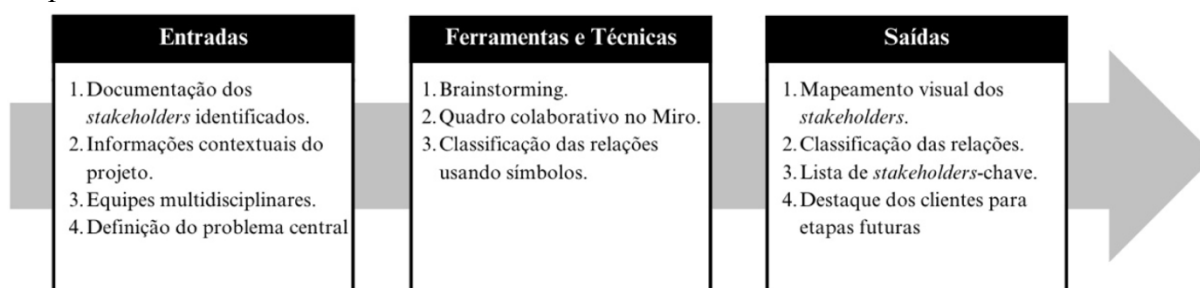 Entradas
1. Documentação dos
stakeholders identificados.
2. Informações contextuais do
projeto.
3. Equipes multidisciplinares.
4. Definição do problema central
Ferramentas e Técnicas
1. Brainstorming.
2. Quadro colaborativo no Miro.
3. Classificação das relações
usando símbolos.
Saídas
1. Mapeamento visual dos
stakeholders.
2. Classificação das relações.
3. Lista de stakeholders-chave.
4. Destaque dos clientes para
etapas futuras